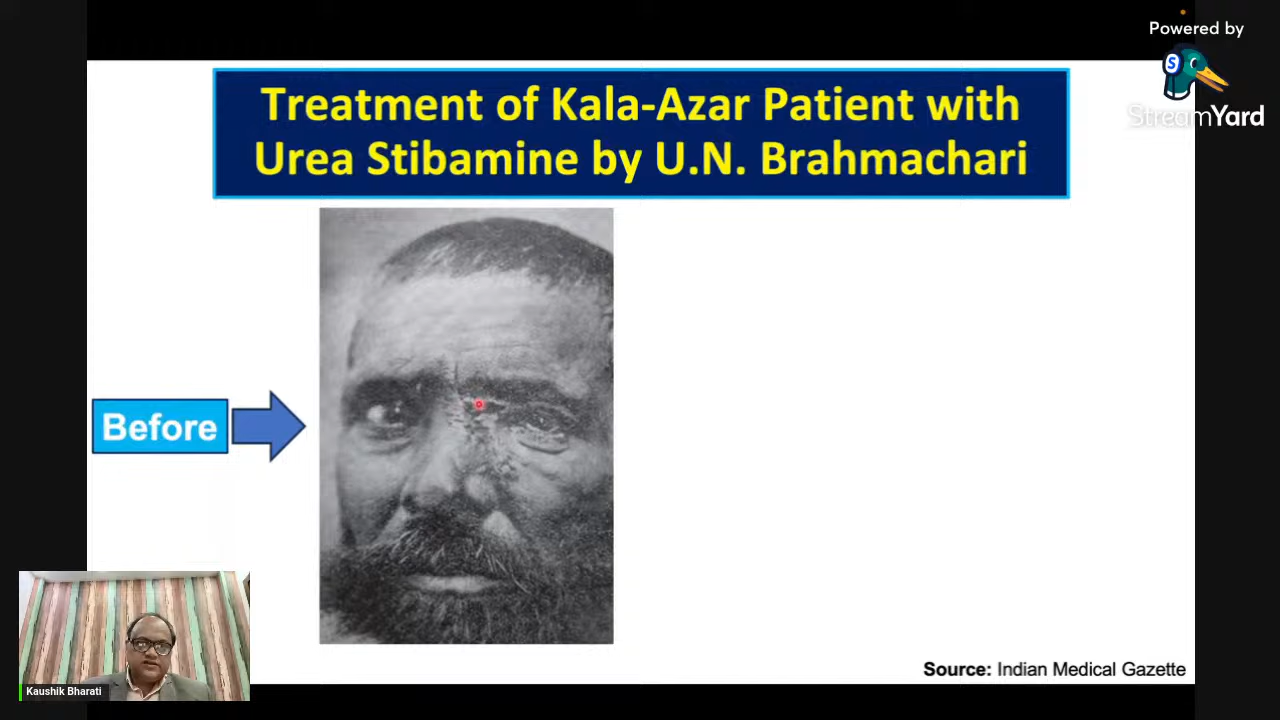 Powered by
StreamYard
Treatment of Kala-Azar Patient with
Urea Stibamine by U.N. Brahmachari
Before
Kaushik Bharati
Source: Indian Medical Gazette